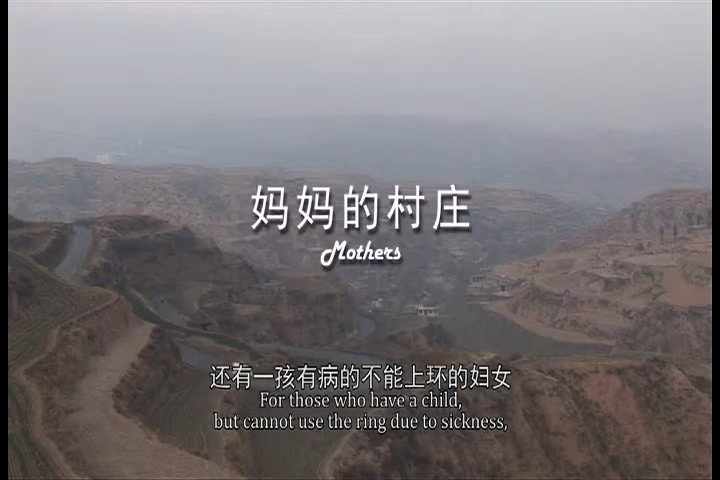 妈妈的村庄
Mothers
还有一孩有病的不能上环的妇女
For those who have a child,
but cannot use the ring due to sickness,